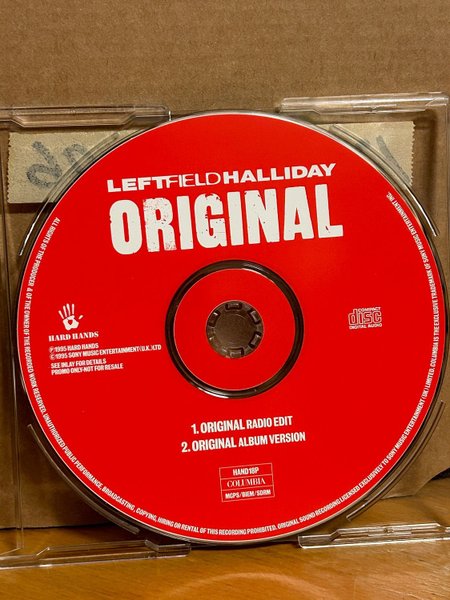 LEFTFIELD HALLIDAY
ORIGINAL
COMPACT
disc
DIGITAL AUDIO
HARD HANDS
℗1995 HARD HANDS
©1995 SONY MUSIC ENTERTAINMENT (U.K.) LTD
SEE INLAY FOR DETAILS
PROMO ONLY-NOT FOR RESALE
1. ORIGINAL RADIO EDIT
2. ORIGINAL ALBUM VERSION
HAND18P
COLUMBIA
MCPS/BIEM/SDRM
ALL RIGHTS OF THE PRODUCER & OF THE OWNER OF THE RECORDED WORK RESERVED. UNAUTHORIZED PUBLIC PERFORMANCE, BROADCASTING, COPYING, HIRING OR RENTAL OF THIS RECORDING PROHIBITED. ORIGINAL SOUND RECORDING LICENSED EXCLUSIVELY TO SONY MUSIC ENTERTAINMENT (UK) LIMITED. COLUMBIA IS THE EXCLUSIVE TRADEMARK OF SONY MUSIC ENTERTAINMENT INC.